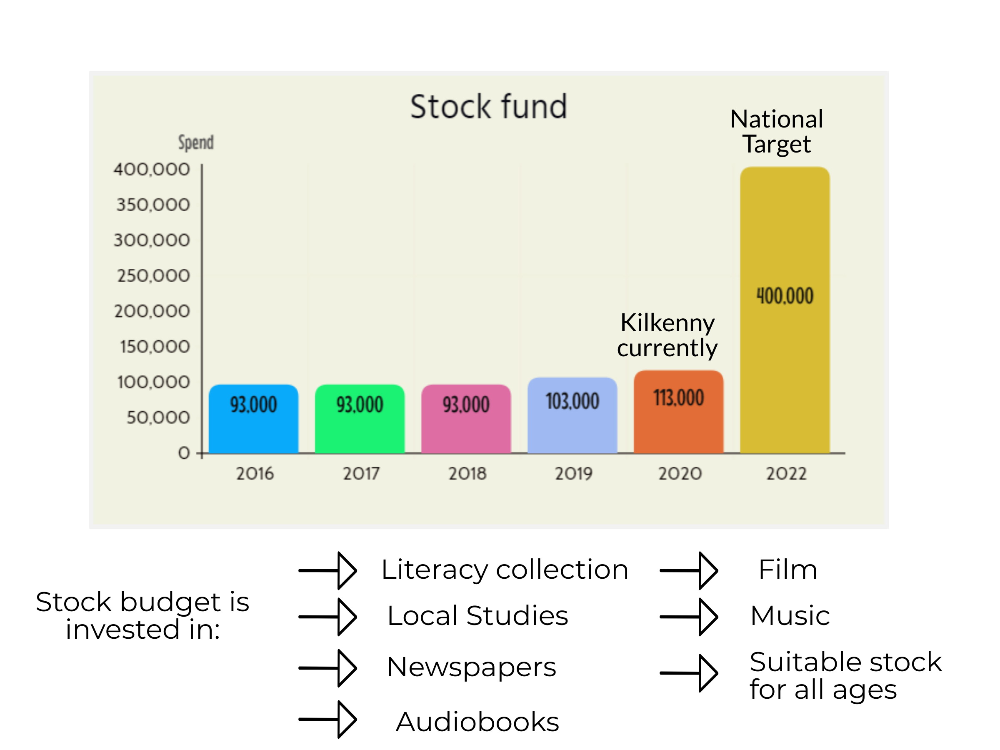 Stock fund
National
Target
Spend
400,000
350,000
300,000
250,000
200,000
150,000
100,000
50,000
0
400,000
Kilkenny
currently
93,000
93,000
93,000
103,000
113,000
2016
2017
2018
2019
2020
2022
Stock budget is
invested in:
Literacy collection
Local Studies
Newspapers
Audiobooks
Film
Music
Suitable stock
for all ages